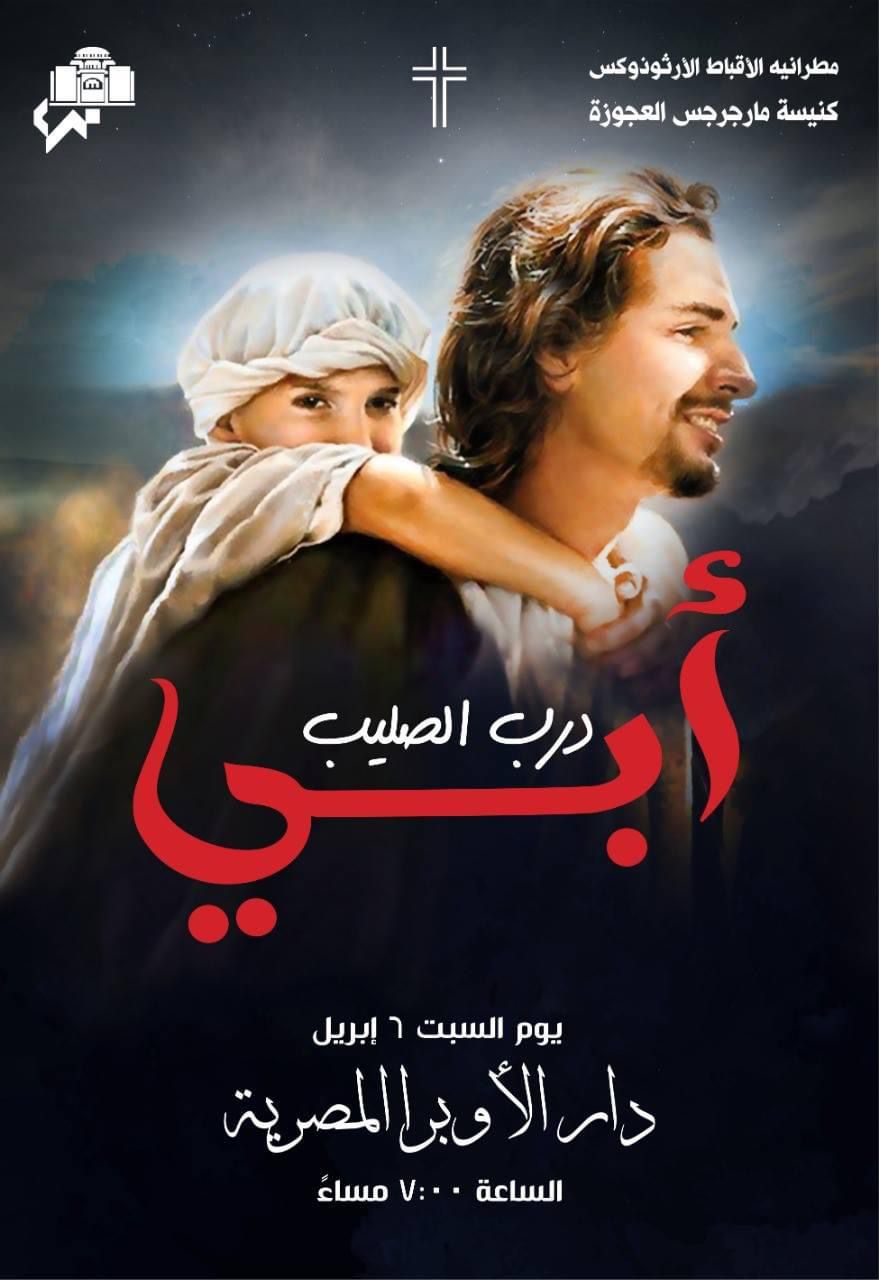 مطرانيه الأقباط الأرثوذوكس
كنيسة مارجرجس العجوزة
درب الصليب
أبي
يوم السبت ٦ إبريل
دار الأوبرا المصرية
الساعة ٧:٠٠ مساءً